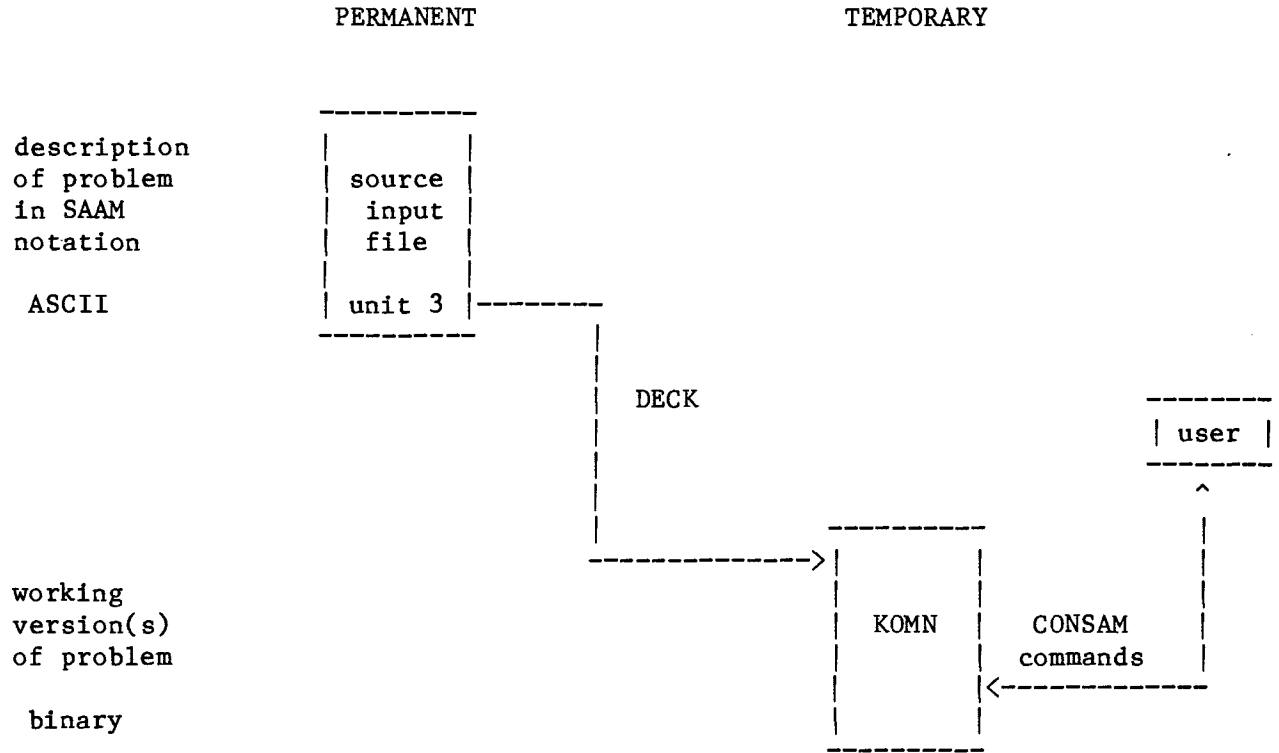 PERMANENT TEMPORARY
description
of problem
in SAAM
notation
ASCII
source
input
file
unit 3
DECK
user
working
version(s)
of problem
binary
KOMN
CONSAM
commands